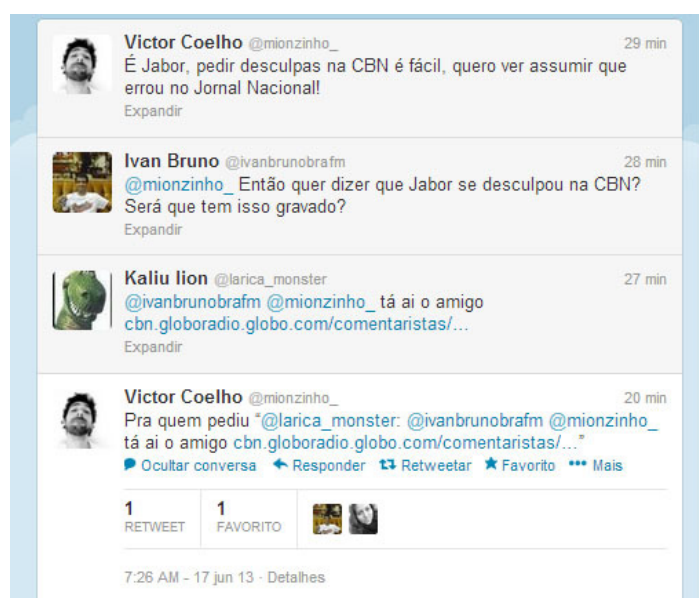 Victor Coelho @mionzinho_ 29 min
É Jabor, pedir desculpas na CBN é fácil, quero ver assumir que
errou no Jornal Nacional!
Expandir
Ivan Bruno @ivanbrunobrafm 28 min
@mionzinho_ Então quer dizer que Jabor se desculpou na CBN?
Será que tem isso gravado?
Expandir
Kaliu lion @larica_monster 27 min
@ivanbrunobrafm @mionzinho_ tá ai o amigo
cbn.globoradio.globo.com/comentaristas/...
Expandir
Victor Coelho @mionzinho_ 20 min
Pra quem pediu “@larica_monster: @ivanbrunobrafm @mionzinho_
tá ai o amigo cbn.globoradio.globo.com/comentaristas/...”
Ocultar conversa Responder Retweetar Favorito Mais
1 1
RETWEET FAVORITO
7:26 AM - 17 jun 13 · Detalhes